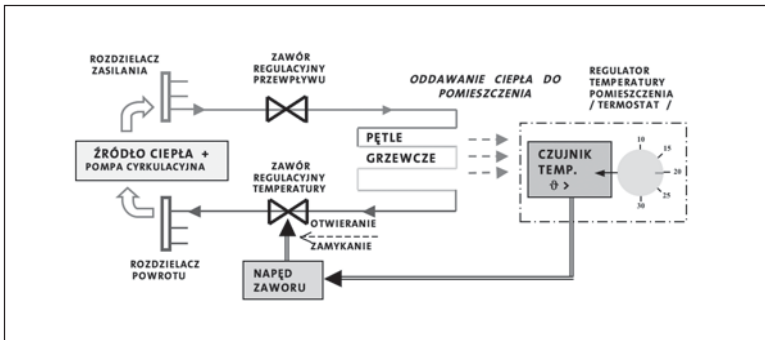 ROZDZIELACZ
ZASILANIA
ZAWÓR
REGULACYJNY
PRZEWPŁYWU
ODDAWANIE CIEPŁA DO
POMIESZCZENIA
REGULATOR
TEMPERATURY
POMIESZCZENIA
/ TERMOSTAT /
ŹRÓDŁO CIEPŁA +
POMPA CYRKULACYJNA
PĘTLE
GRZEWCZE
ZAWÓR
REGULACYJNY
TEMPERATURY
CZUJNIK
TEMP.
10
15
20
25
30
OTWIERANIE
ZAMYKANIE
ROZDZIELACZ
POWROTU
NAPĘD
ZAWORU